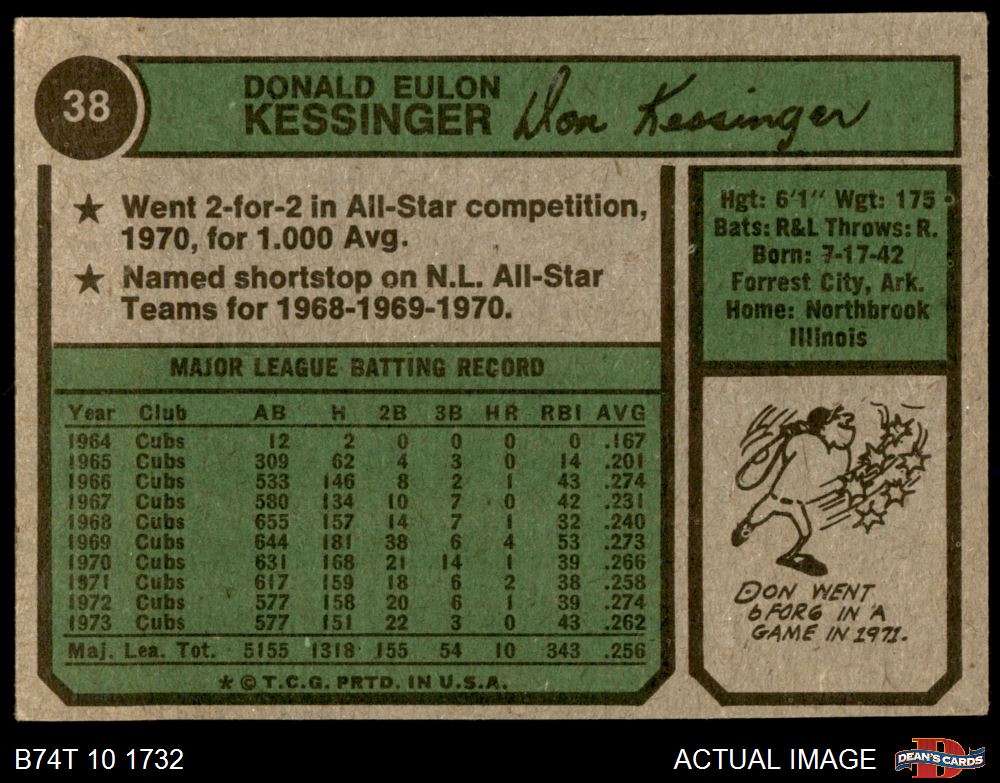 38
DONALD EULON
KESSINGER
Don Kessinger
★ Went 2-for-2 in All-Star competition,
1970, for 1.000 Avg.
★ Named shortstop on N.L. All-Star
Teams for 1968-1969-1970.
Hgt: 6'1" Wgt: 175
Bats: R&L Throws: R.
Born: 7-17-42
Forrest City, Ark.
Home: Northbrook
Illinois
MAJOR LEAGUE BATTING RECORD
Year Club AB H 2B 3B HR RBI AVG
1964 Cubs 12 2 0 0 0 0 .167
1965 Cubs 309 62 4 3 0 14 .201
1966 Cubs 533 146 8 2 1 43 .274
1967 Cubs 580 134 10 7 0 42 .231
1968 Cubs 655 157 14 7 1 32 .240
1969 Cubs 644 181 38 6 4 53 .273
1970 Cubs 631 168 21 14 1 39 .266
1971 Cubs 617 159 18 6 2 38 .258
1972 Cubs 577 158 20 6 1 39 .274
1973 Cubs 577 151 22 3 0 43 .262
Maj. Lea. Tot. 5155 1318 155 54 10 343 .256
* © T.C.G. PRTD. IN U.S.A.
DON WENT
6 FOR 6 IN A
GAME IN 1971.
B74T 10 1732
ACTUAL IMAGE
DEAN'S CARDS